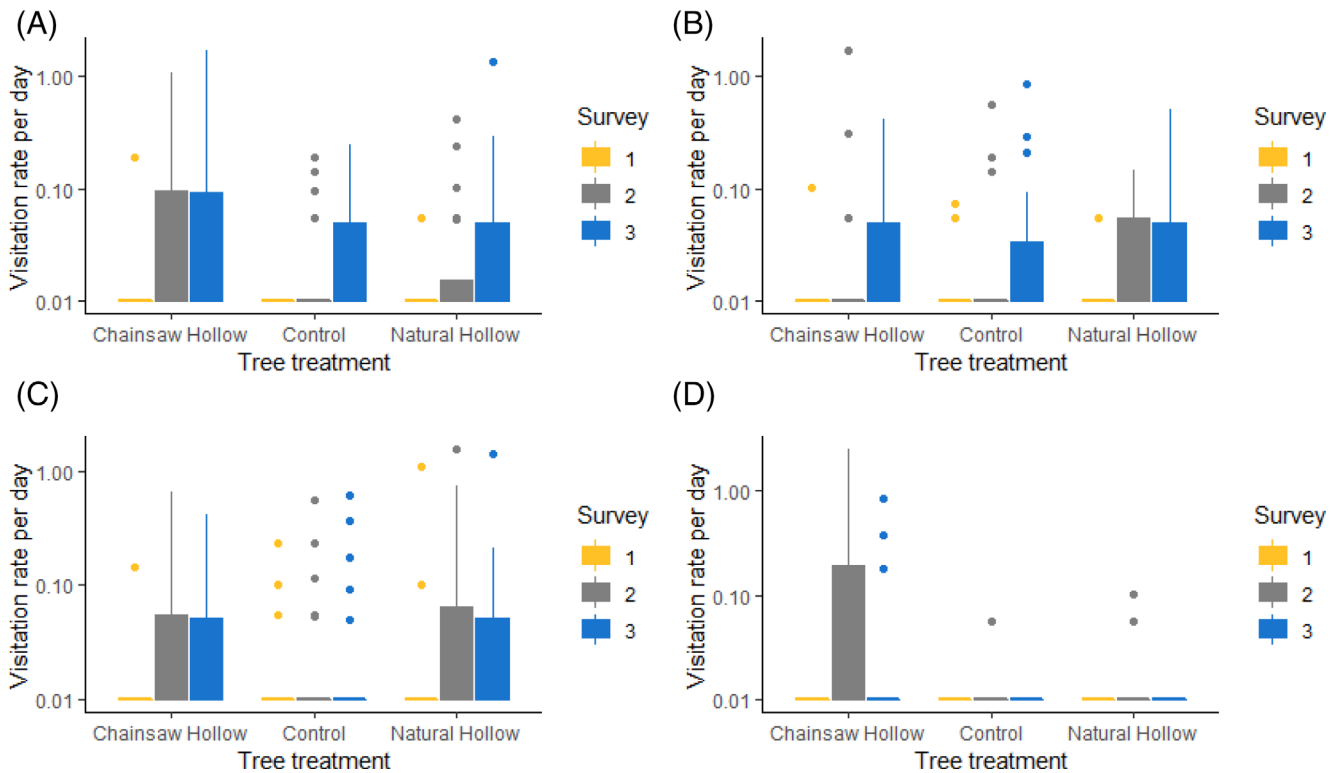 (A)
Visitation rate per day
1.00
0.10
0.01
Chainsaw Hollow Control Natural Hollow
Tree treatment
Survey
1
2
3
(B)
Visitation rate per day
1.00
0.10
0.01
Chainsaw Hollow Control Natural Hollow
Tree treatment
Survey
1
2
3
(C)
Visitation rate per day
1.00
0.10
0.01
Chainsaw Hollow Control Natural Hollow
Tree treatment
Survey
1
2
3
(D)
Visitation rate per day
1.00
0.10
0.01
Chainsaw Hollow Control Natural Hollow
Tree treatment
Survey
1
2
3